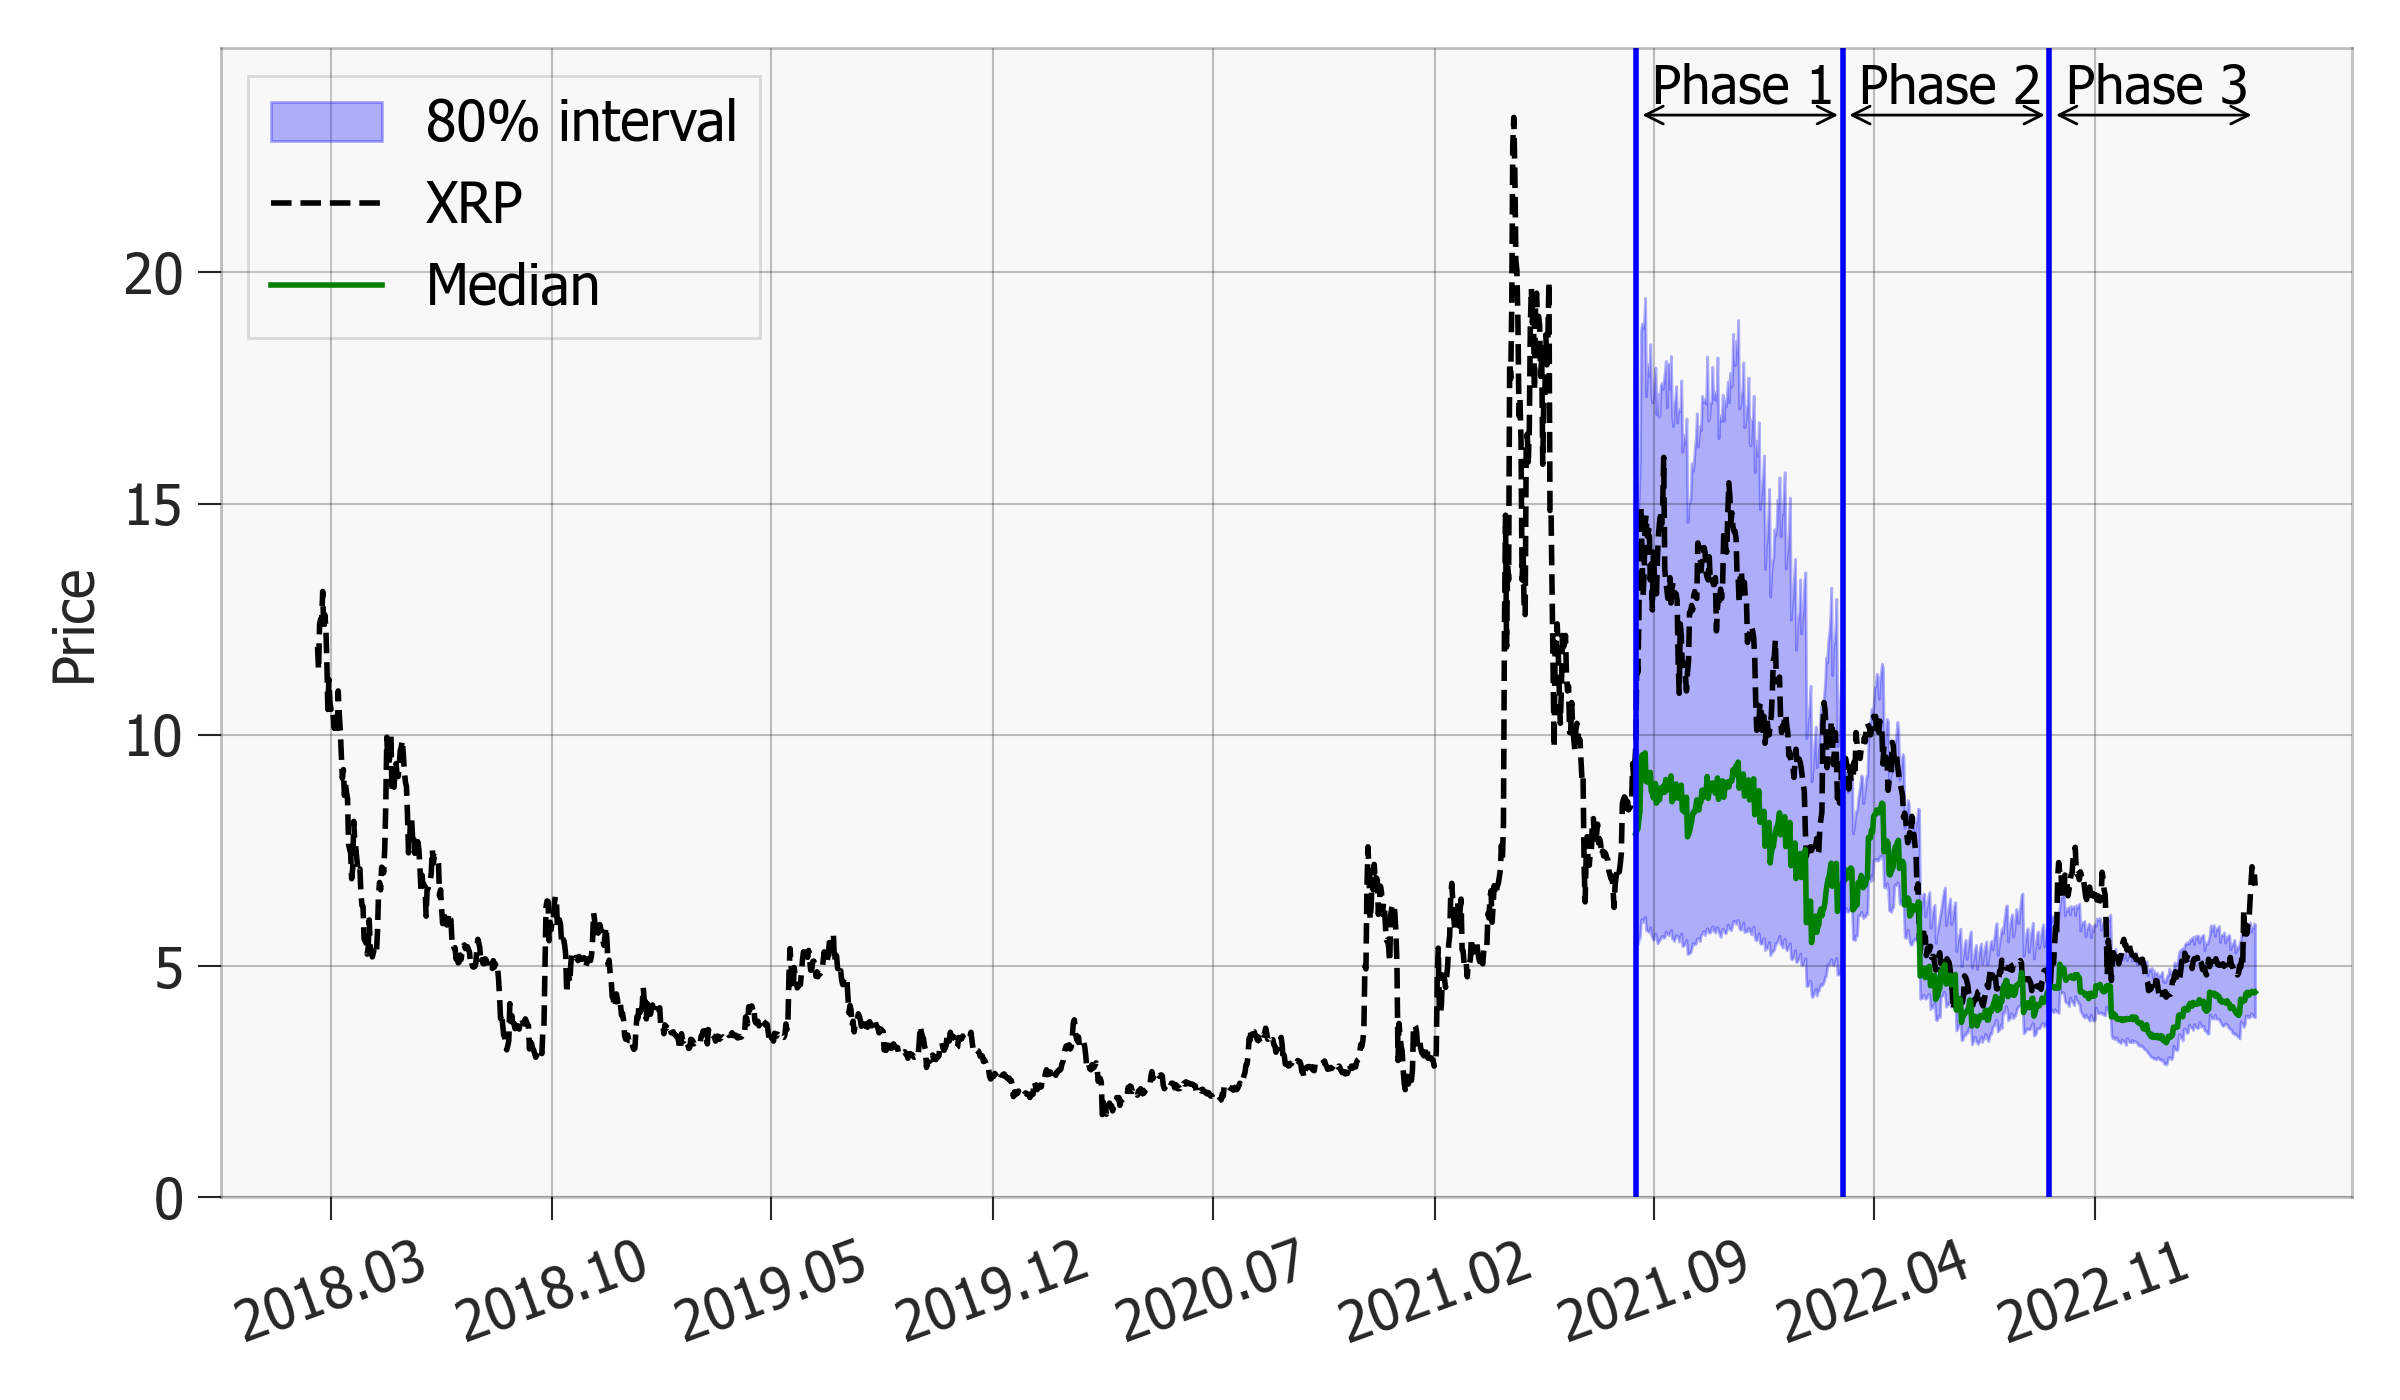 80% interval
XRP
Median
Phase 1
Phase 2
Phase 3
Price
20
15
10
5
0
2018.03
2018.10
2019.05
2019.12
2020.07
2021.02
2021.09
2022.04
2022.11